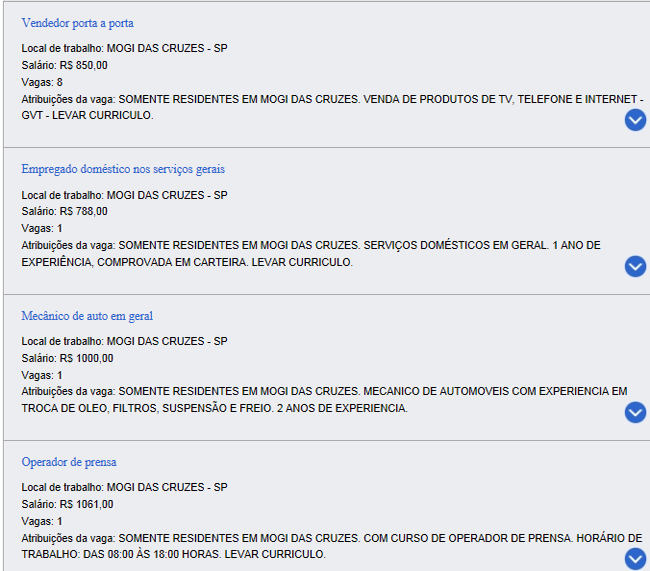 Vendedor porta a porta
Local de trabalho: MOGI DAS CRUZES - SP
Salário: R$ 850,00
Vagas: 8
Atribuições da vaga: SOMENTE RESIDENTES EM MOGI DAS CRUZES. VENDA DE PRODUTOS DE TV, TELEFONE E INTERNET -
GVT - LEVAR CURRICULO.
Empregado doméstico nos serviços gerais
Local de trabalho: MOGI DAS CRUZES - SP
Salário: R$ 788,00
Vagas: 1
Atribuições da vaga: SOMENTE RESIDENTES EM MOGI DAS CRUZES. SERVIÇOS DOMÉSTICOS EM GERAL. 1 ANO DE
EXPERIÊNCIA, COMPROVADA EM CARTEIRA. LEVAR CURRICULO.
Mecânico de auto em geral
Local de trabalho: MOGI DAS CRUZES - SP
Salário: R$ 1000,00
Vagas: 1
Atribuições da vaga: SOMENTE RESIDENTES EM MOGI DAS CRUZES. MECANICO DE AUTOMOVEIS COM EXPERIENCIA EM
TROCA DE OLEO, FILTROS, SUSPENSÃO E FREIO. 2 ANOS DE EXPERIENCIA.
Operador de prensa
Local de trabalho: MOGI DAS CRUZES - SP
Salário: R$ 1061,00
Vagas: 1
Atribuições da vaga: SOMENTE RESIDENTES EM MOGI DAS CRUZES. COM CURSO DE OPERADOR DE PRENSA. HORÁRIO DE
TRABALHO: DAS 08:00 ÀS 18:00 HORAS. LEVAR CURRICULO.